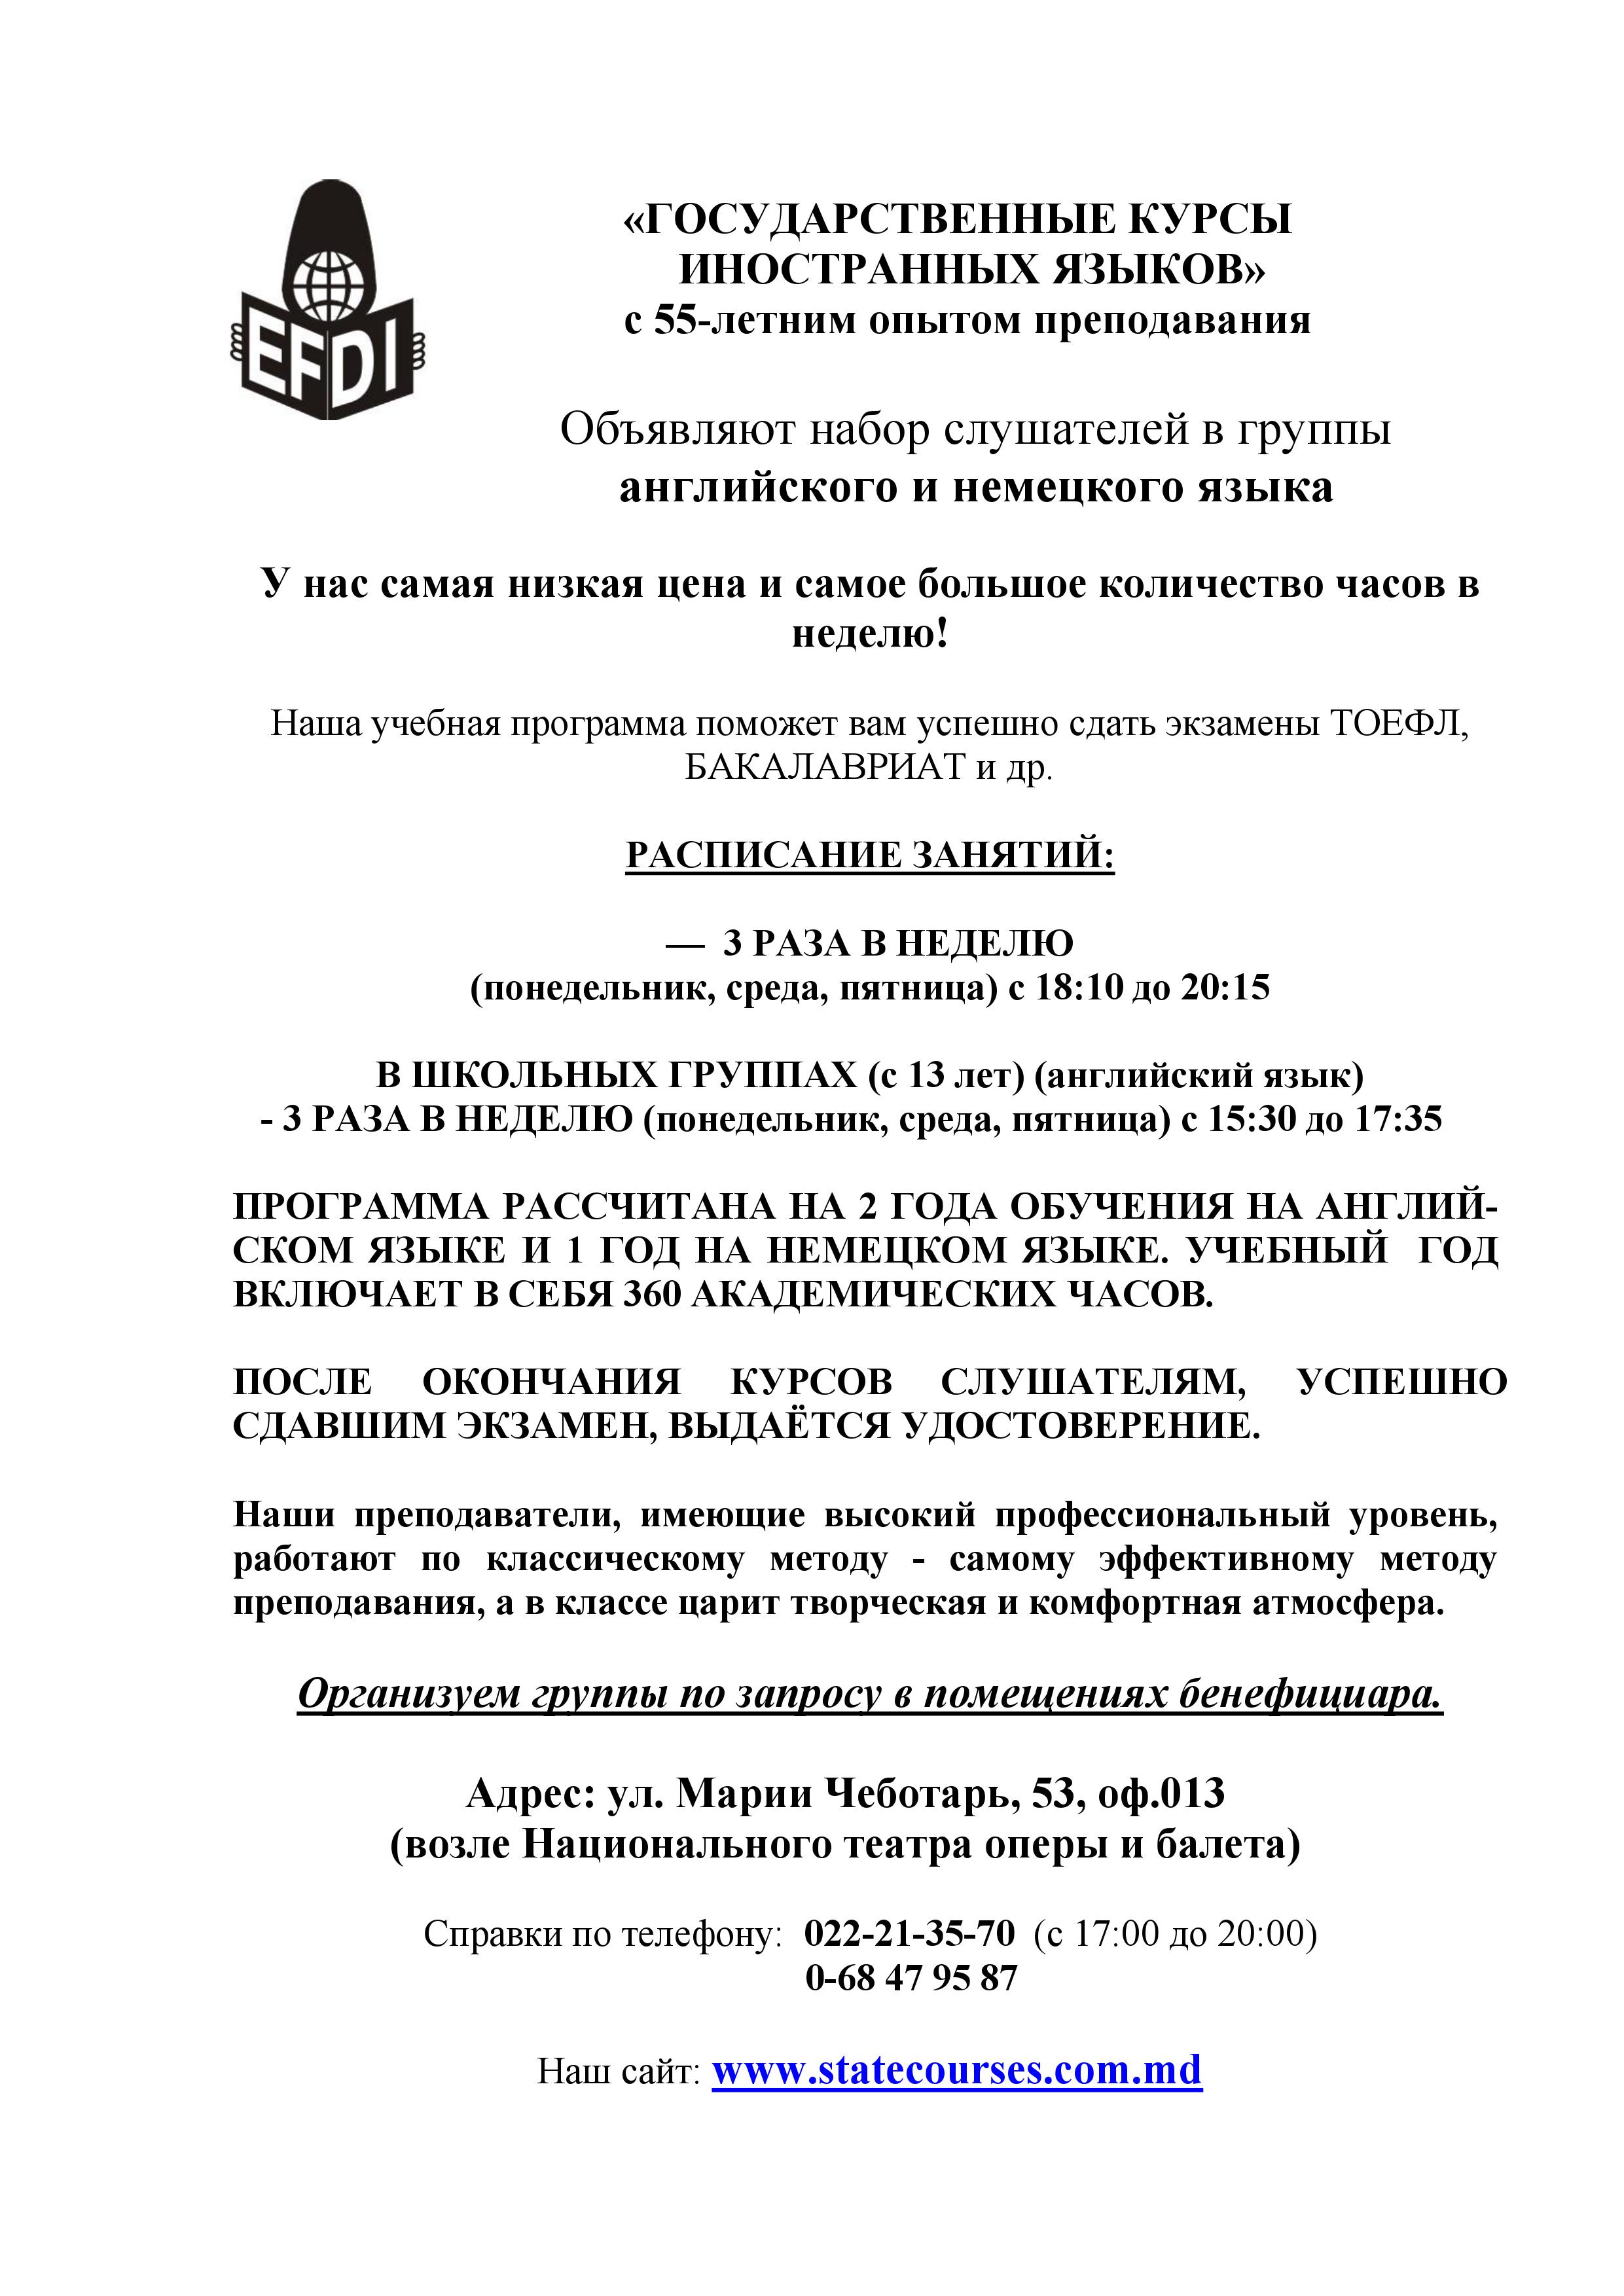 EFDI
«ГОСУДАРСТВЕННЫЕ КУРСЫ
ИНОСТРАННЫХ ЯЗЫКОВ»
с 55-летним опытом преподавания
Объявляют набор слушателей в группы
английского и немецкого языка
У нас самая низкая цена и самое большое количество часов в
неделю!
Наша учебная программа поможет вам успешно сдать экзамены ТОЕФЛ,
БАКАЛАВРИАТ и др.
РАСПИСАНИЕ ЗАНЯТИЙ:
— 3 РАЗА В НЕДЕЛЮ
(понедельник, среда, пятница) с 18:10 до 20:15
В ШКОЛЬНЫХ ГРУППАХ (с 13 лет) (английский язык)
- 3 РАЗА В НЕДЕЛЮ (понедельник, среда, пятница) с 15:30 до 17:35
ПРОГРАММА РАССЧИТАНА НА 2 ГОДА ОБУЧЕНИЯ НА АНГЛИЙ-
СКОМ ЯЗЫКЕ И 1 ГОД НА НЕМЕЦКОМ ЯЗЫКЕ. УЧЕБНЫЙ ГОД
ВКЛЮЧАЕТ В СЕБЯ 360 АКАДЕМИЧЕСКИХ ЧАСОВ.
ПОСЛЕ ОКОНЧАНИЯ КУРСОВ СЛУШАТЕЛЯМ, УСПЕШНО
СДАВШИМ ЭКЗАМЕН, ВЫДАЁТСЯ УДОСТОВЕРЕНИЕ.
Наши преподаватели, имеющие высокий профессиональный уровень,
работают по классическому методу - самому эффективному методу
преподавания, а в классе царит творческая и комфортная атмосфера.
Организуем группы по запросу в помещениях бенефициара.
Адрес: ул. Марии Чеботарь, 53, оф.013
(возле Национального театра оперы и балета)
Справки по телефону: 022-21-35-70 (с 17:00 до 20:00)
0-68 47 95 87
Наш сайт: www.statecourses.com.md